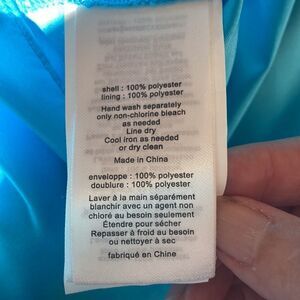 shell : 100% polyester
lining : 100% polyester
Hand wash separately
only non-chlorine bleach
as needed
Line dry
Cool iron as needed
or dry clean
Made in China
enveloppe : 100% polyester
doublure : 100% polyester
Laver à la main séparément
blanchir avec un agent non
chloré au besoin seulement
Étendre pour sécher
Repasser à froid au besoin
ou nettoyer à sec
fabriqué en Chine